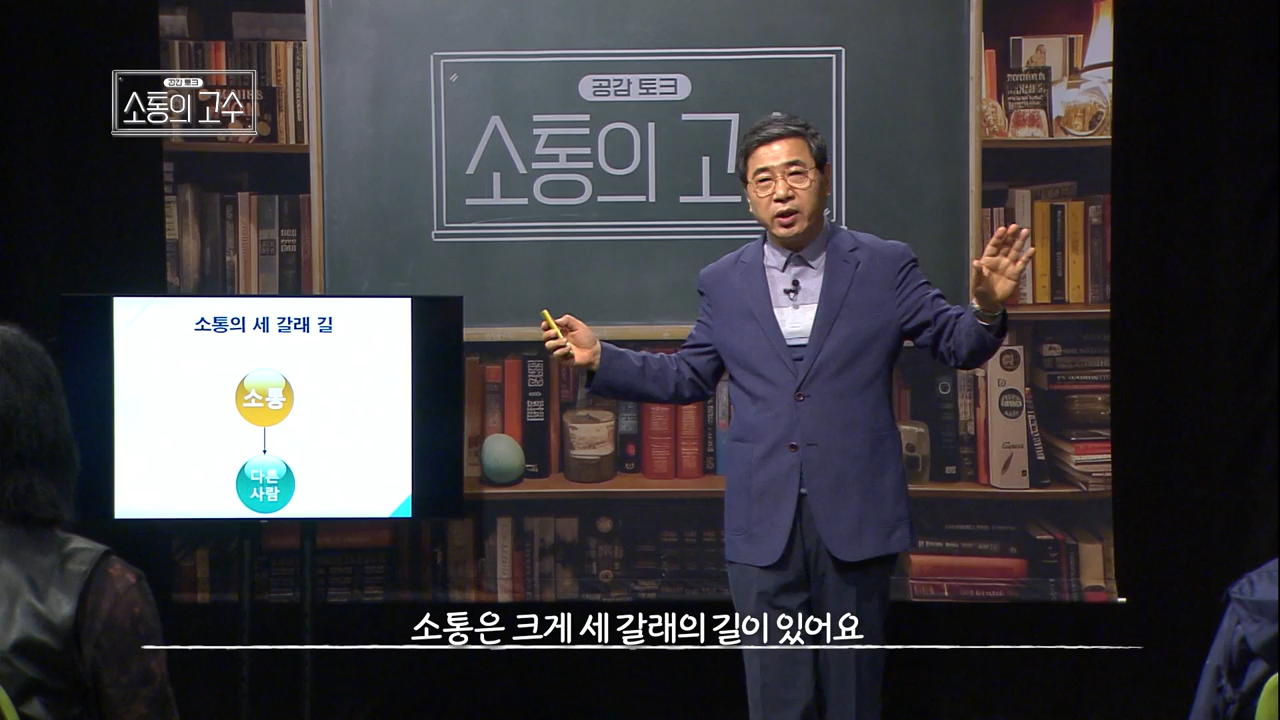 공감 토크
소통의 고수
공감 토크
소통의 고
소통의 세 갈래 길
소통
다른
사람
소통은 크게 세 갈래의 길이 있어요